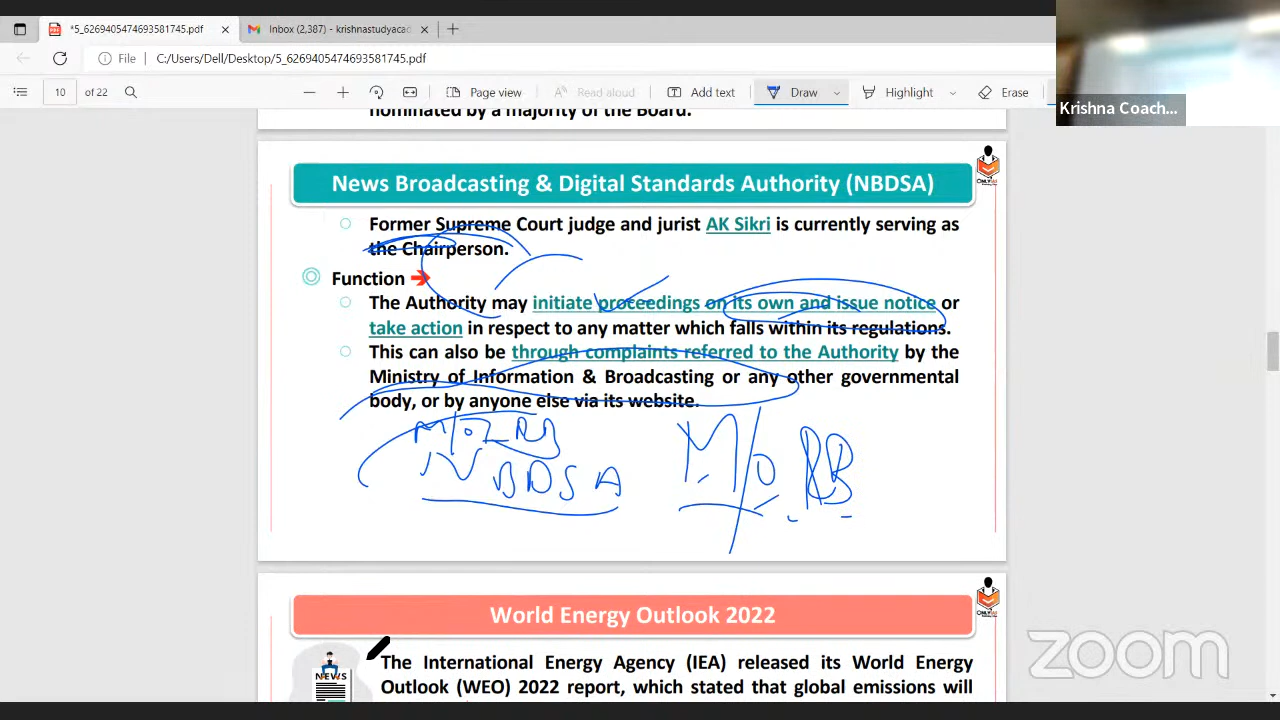 *5_6269405474693581745.pdf
Inbox (2,387) - krishnastudyacad
File C:/Users/Dell/Desktop/5_6269405474693581745.pdf
10 of 22 Page view Read aloud Add text Draw Highlight Erase
Krishna Coach...
nominated by a majority of the Board.
News Broadcasting & Digital Standards Authority (NBDSA)
Former Supreme Court judge and jurist AK Sikri is currently serving as
the Chairperson.
Function
The Authority may initiate proceedings on its own and issue notice or
take action in respect to any matter which falls within its regulations.
This can also be through complaints referred to the Authority by the
Ministry of Information & Broadcasting or any other governmental
body, or by anyone else via its website.
NBDSA
World Energy Outlook 2022
NEWS
The International Energy Agency (IEA) released its World Energy
Outlook (WEO) 2022 report, which stated that global emissions will
zoom